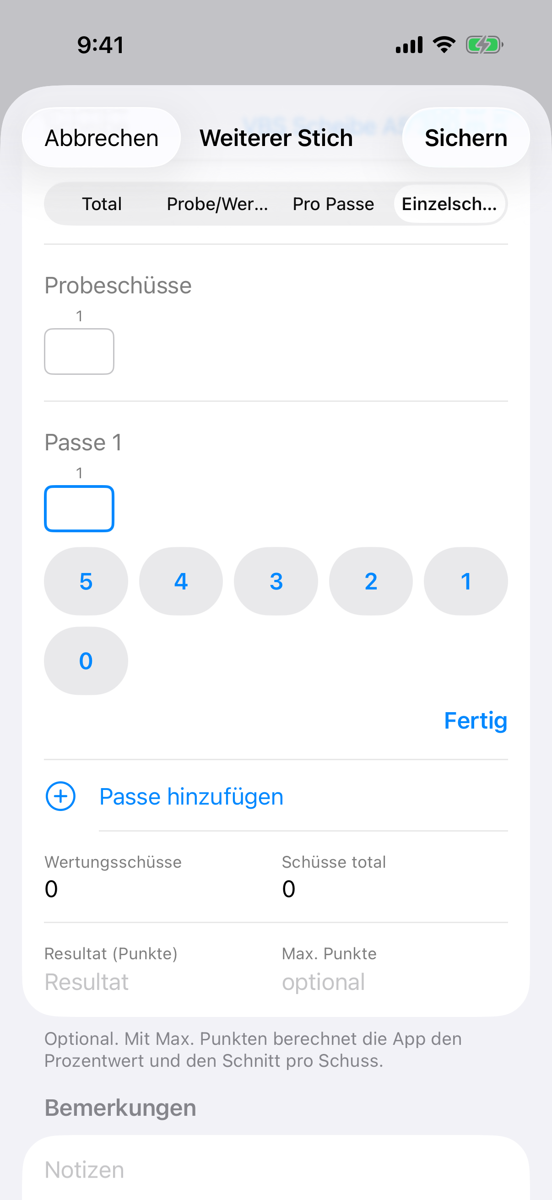 9:41
Abbrechen
Weiterer Stich
Sichern
Total
Probe/Wer...
Pro Passe
Einzelsch...
Probeschüsse
1
Passe 1
1
5
4
3
2
1
0
Fertig
Passe hinzufügen
Wertungsschüsse
Schüsse total
0
0
Resultat (Punkte)
Max. Punkte
Resultat
optional
Optional. Mit Max. Punkten berechnet die App den
Prozentwert und den Schnitt pro Schuss.
Bemerkungen
Notizen